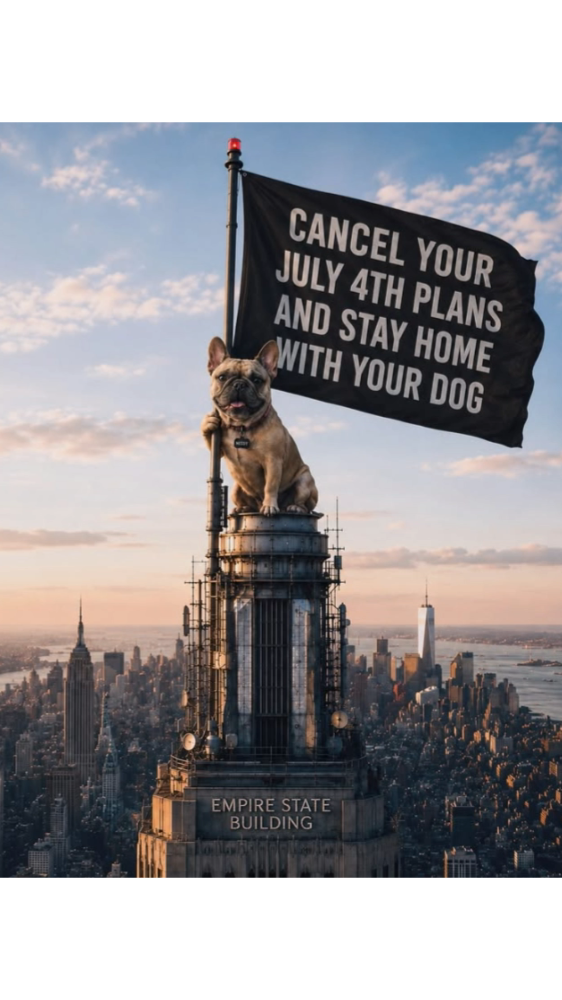 CANCEL YOUR
JULY 4TH PLANS
AND STAY HOME
WITH YOUR DOG
EMPIRE STATE
BUILDING